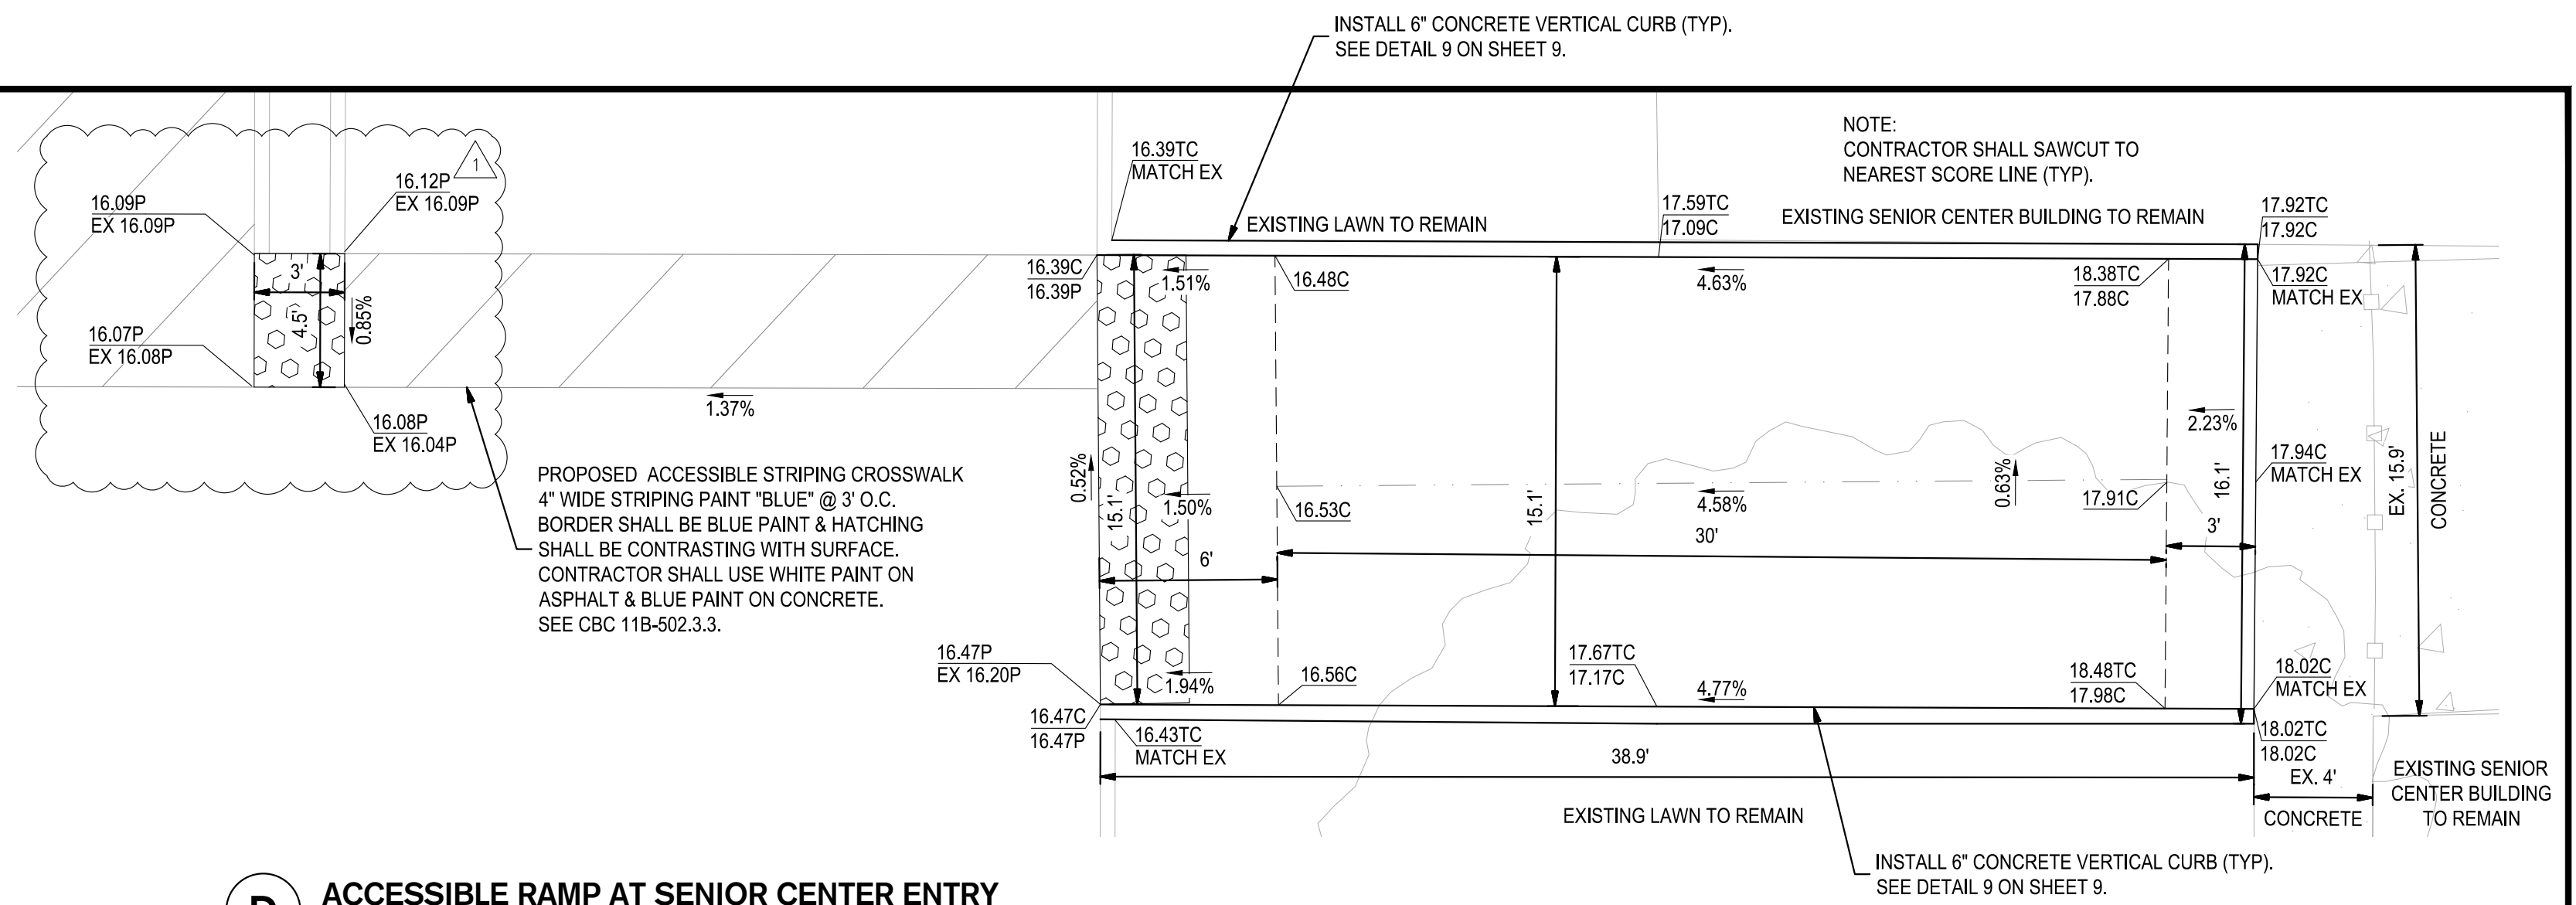 INSTALL 6" CONCRETE VERTICAL CURB (TYP).
SEE DETAIL 9 ON SHEET 9.
NOTE:
CONTRACTOR SHALL SAWCUT TO
NEAREST SCORE LINE (TYP).
1
16.09P
EX 16.09P
16.12P
EX 16.09P
16.07P
EX 16.08P
16.08P
EX 16.04P
3'
4.5'
0.85%
1.37%
PROPOSED ACCESSIBLE STRIPING CROSSWALK
4" WIDE STRIPING PAINT "BLUE" @ 3' O.C.
BORDER SHALL BE BLUE PAINT & HATCHING
SHALL BE CONTRASTING WITH SURFACE.
CONTRACTOR SHALL USE WHITE PAINT ON
ASPHALT & BLUE PAINT ON CONCRETE.
SEE CBC 11B-502.3.3.
16.39TC
MATCH EX
EXISTING LAWN TO REMAIN
17.59TC
17.09C
EXISTING SENIOR CENTER BUILDING TO REMAIN
17.92TC
17.92C
16.39C
16.39P
1.51%
16.48C
4.63%
18.38TC
17.88C
17.92C
MATCH EX
2.23%
0.52%
15.1'
1.50%
16.53C
15.1'
4.58%
0.63%
17.91C
16.1'
17.94C
MATCH EX
EX. 15.9'
CONCRETE
6'
30'
3'
16.47P
EX 16.20P
1.94%
16.56C
17.67TC
17.17C
4.77%
18.48TC
17.98C
18.02C
MATCH EX
16.47C
16.47P
16.43TC
MATCH EX
38.9'
18.02TC
18.02C
EX. 4'
CONCRETE
EXISTING SENIOR
CENTER BUILDING
TO REMAIN
EXISTING LAWN TO REMAIN
INSTALL 6" CONCRETE VERTICAL CURB (TYP).
SEE DETAIL 9 ON SHEET 9.
ACCESSIBLE RAMP AT SENIOR CENTER ENTRY